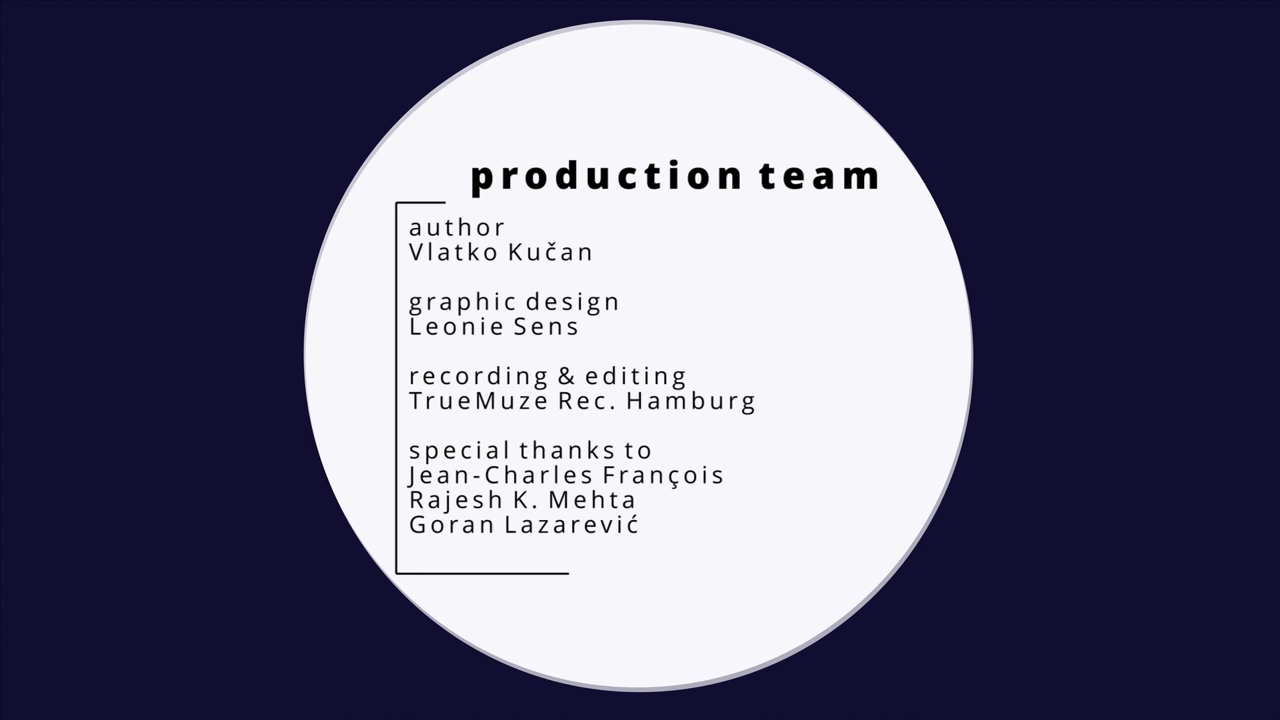 production team
author
Vlatko Kučan
graphic design
Leonie Sens
recording & editing
TrueMuze Rec. Hamburg
special thanks to
Jean-Charles François
Rajesh K. Mehta
Goran Lazarević